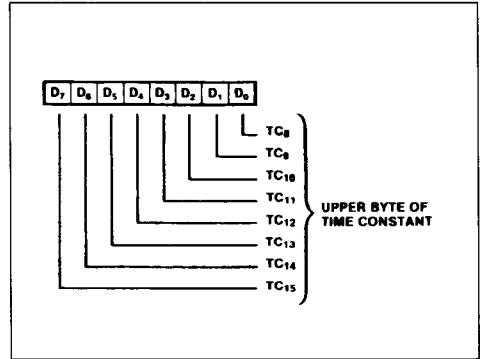 D₇ D₆ D₅ D₄ D₃ D₂ D₁ D₀
TC₈
TC₉
TC₁₀
TC₁₁
TC₁₂
TC₁₃
TC₁₄
TC₁₅
UPPER BYTE OF
TIME CONSTANT